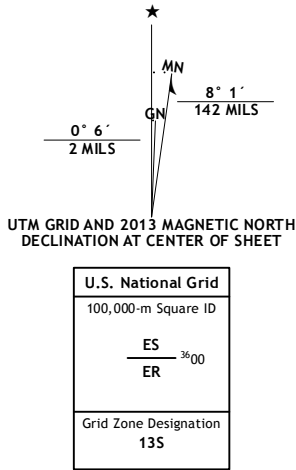 ★
MN
8° 1´
142 MILS
GN
0° 6´
2 MILS
UTM GRID AND 2013 MAGNETIC NORTH
DECLINATION AT CENTER OF SHEET
U.S. National Grid
100,000-m Square ID
ES
3600
ER
Grid Zone Designation
13S